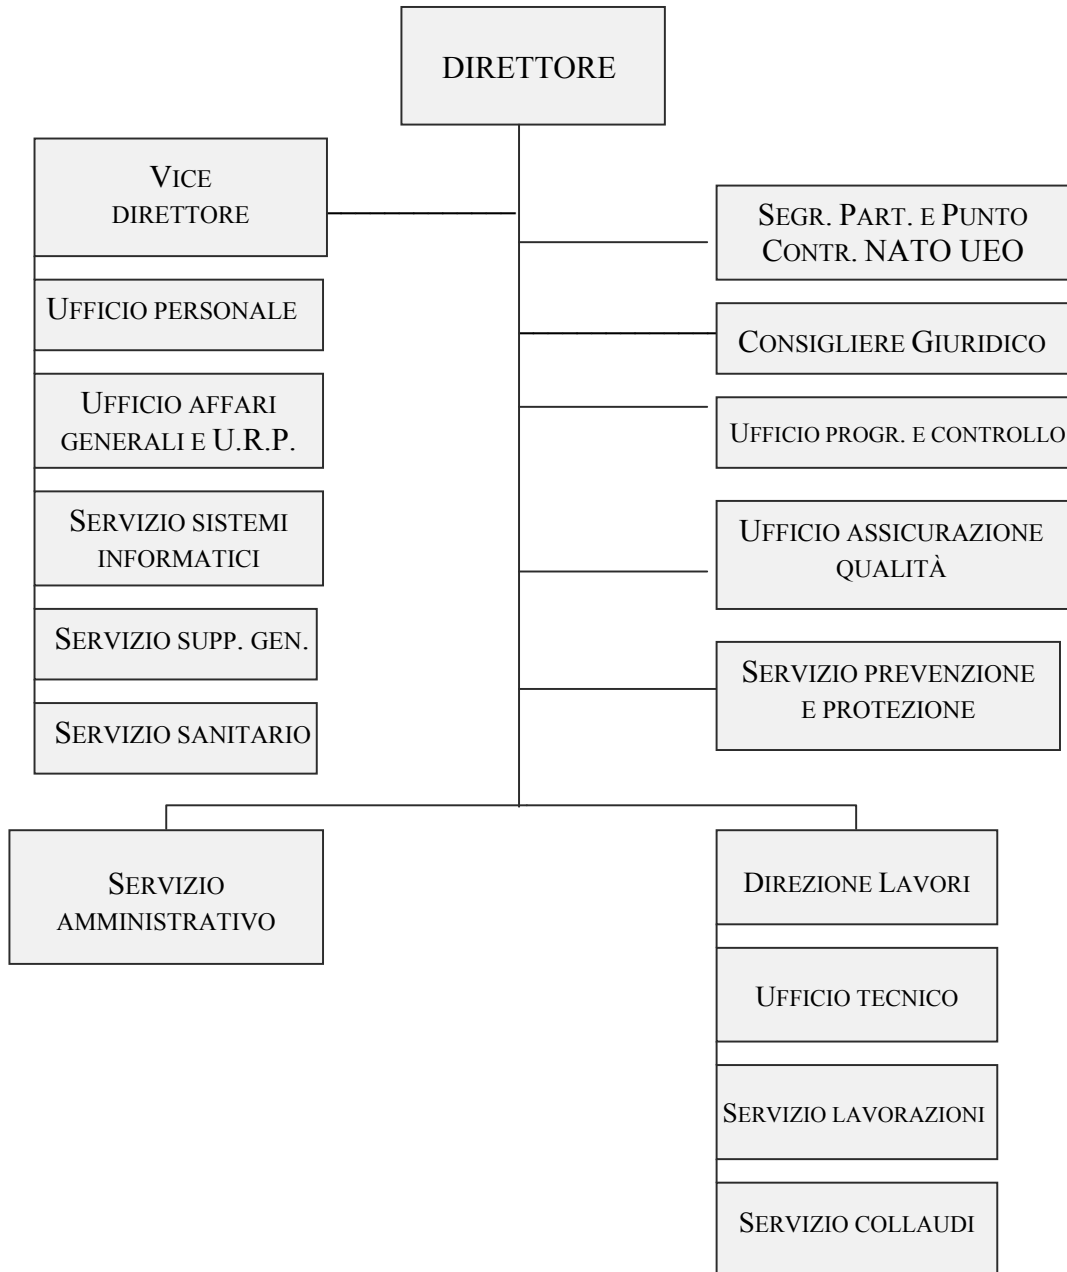 DIRETTORE
VICE
DIRETTORE
UFFICIO PERSONALE
UFFICIO AFFARI
GENERALI E U.R.P.
SERVIZIO SISTEMI
INFORMATICI
SERVIZIO SUPP. GEN.
SERVIZIO SANITARIO
SEGR. PART. E PUNTO
CONTR. NATO UEO
CONSIGLIERE GIURIDICO
UFFICIO PROGR. E CONTROLLO
UFFICIO ASSICURAZIONE
QUALITÀ
SERVIZIO PREVENZIONE
E PROTEZIONE
SERVIZIO
AMMINISTRATIVO
DIREZIONE LAVORI
UFFICIO TECNICO
SERVIZIO LAVORAZIONI
SERVIZIO COLLAUDI